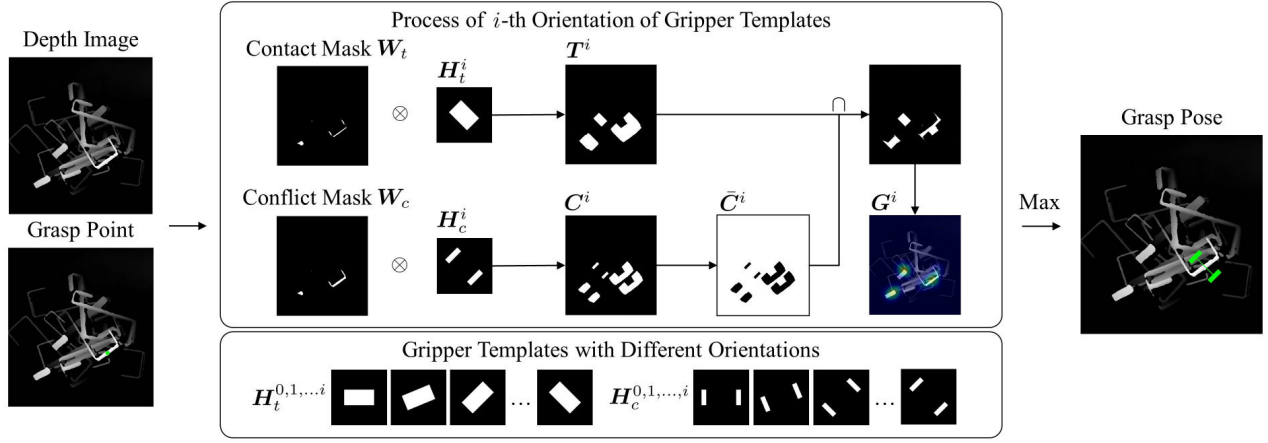 Depth Image
Grasp Point
Process of i-th Orientation of Gripper Templates
Contact Mask W_t
H_t^i
T^i
⊗
∩
Conflict Mask W_c
H_c^i
C^i
C̄^i
G^i
⊗
Max
Grasp Pose
Gripper Templates with Different Orientations
H_t^{0,1,...i}
...
H_c^{0,1,...,i}
...